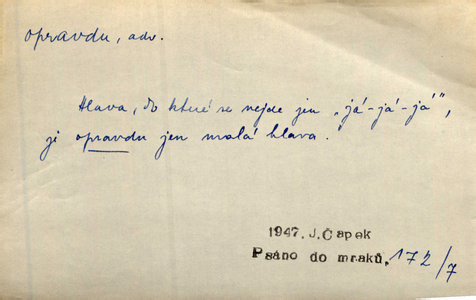 opravdu, adv.
Hlava, do které se vejde jen „já-já-já",
je opravdu jen malá hlava.
1947. J. Čapek
Psáno do mraků. 172/7